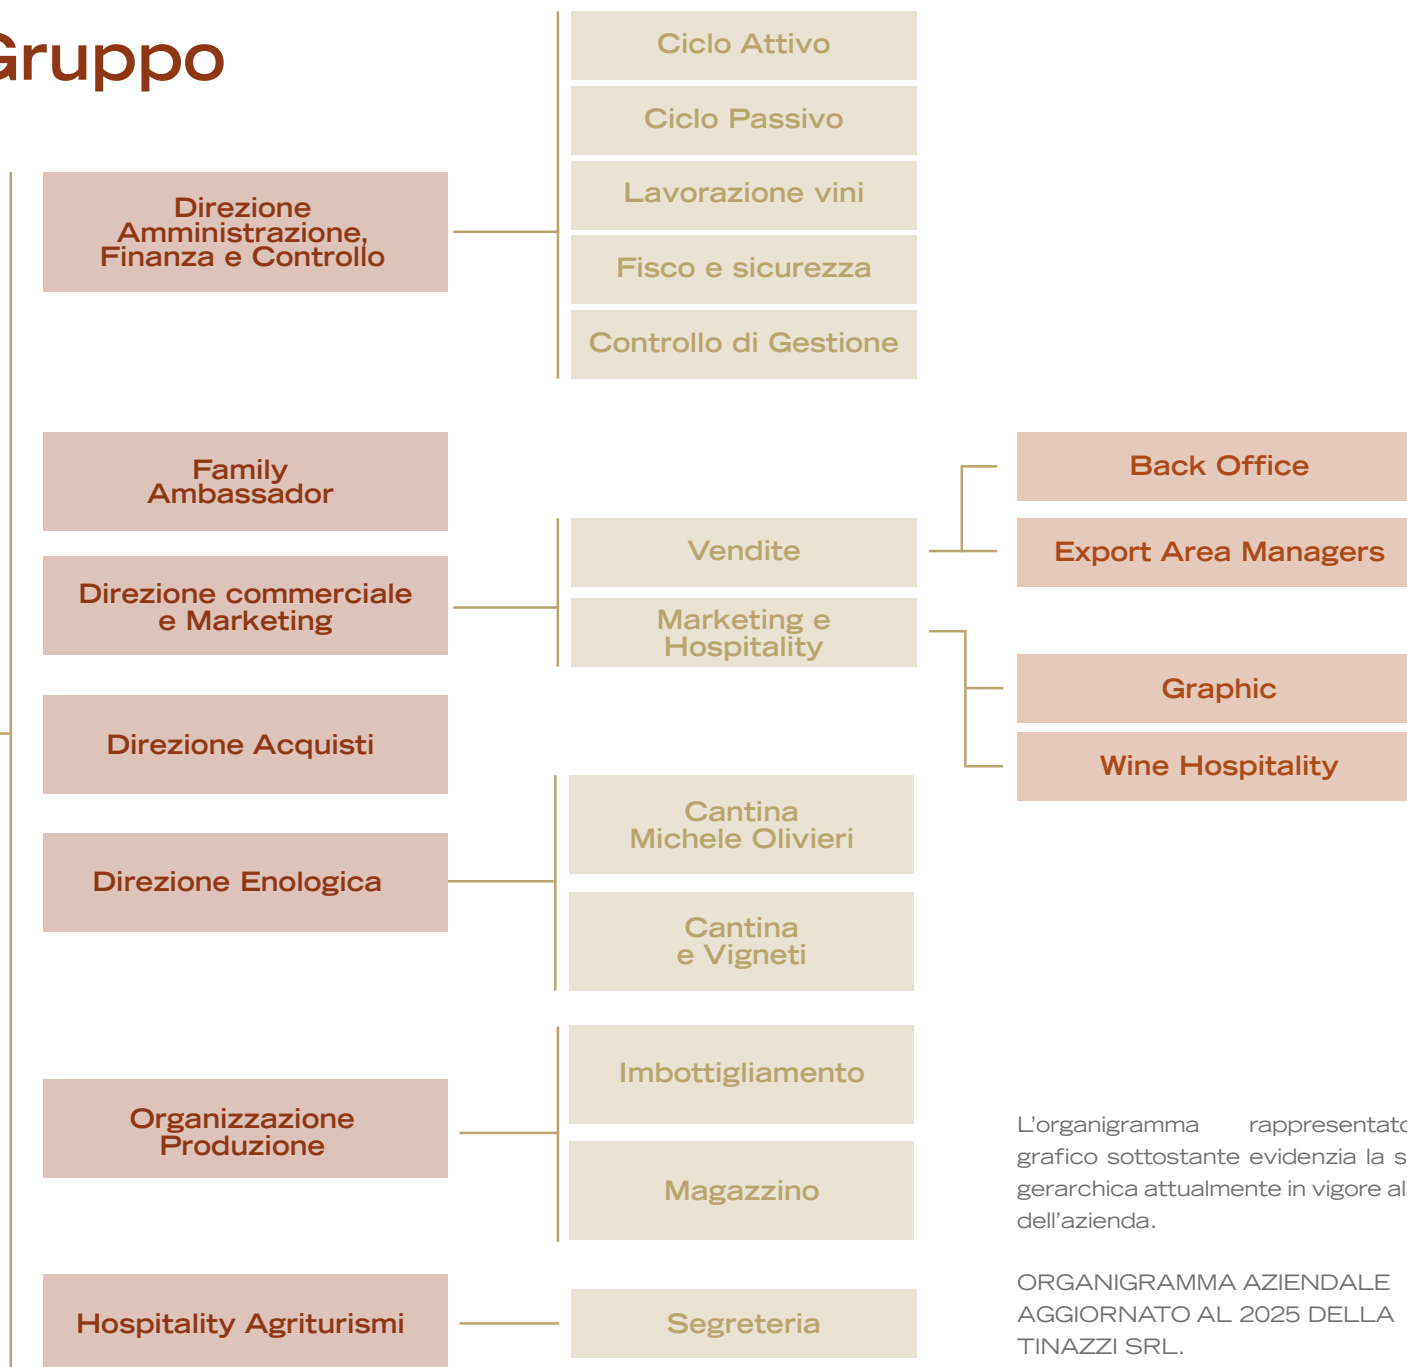 Gruppo
Ciclo Attivo
Ciclo Passivo
Lavorazione vini
Fisco e sicurezza
Controllo di Gestione
Direzione
Amministrazione,
Finanza e Controllo
Family
Ambassador
Direzione commerciale
e Marketing
Vendite
Marketing e
Hospitality
Back Office
Export Area Managers
Graphic
Wine Hospitality
Direzione Acquisti
Direzione Enologica
Cantina
Michele Olivieri
Cantina
e Vigneti
Organizzazione
Produzione
Imbottigliamento
Magazzino
Hospitality Agriturismi
Segreteria
L’organigramma rappresentato
grafico sottostante evidenzia la s
gerarchica attualmente in vigore al
dell’azienda.
ORGANIGRAMMA AZIENDALE
AGGIORNATO AL 2025 DELLA
TINAZZI SRL.